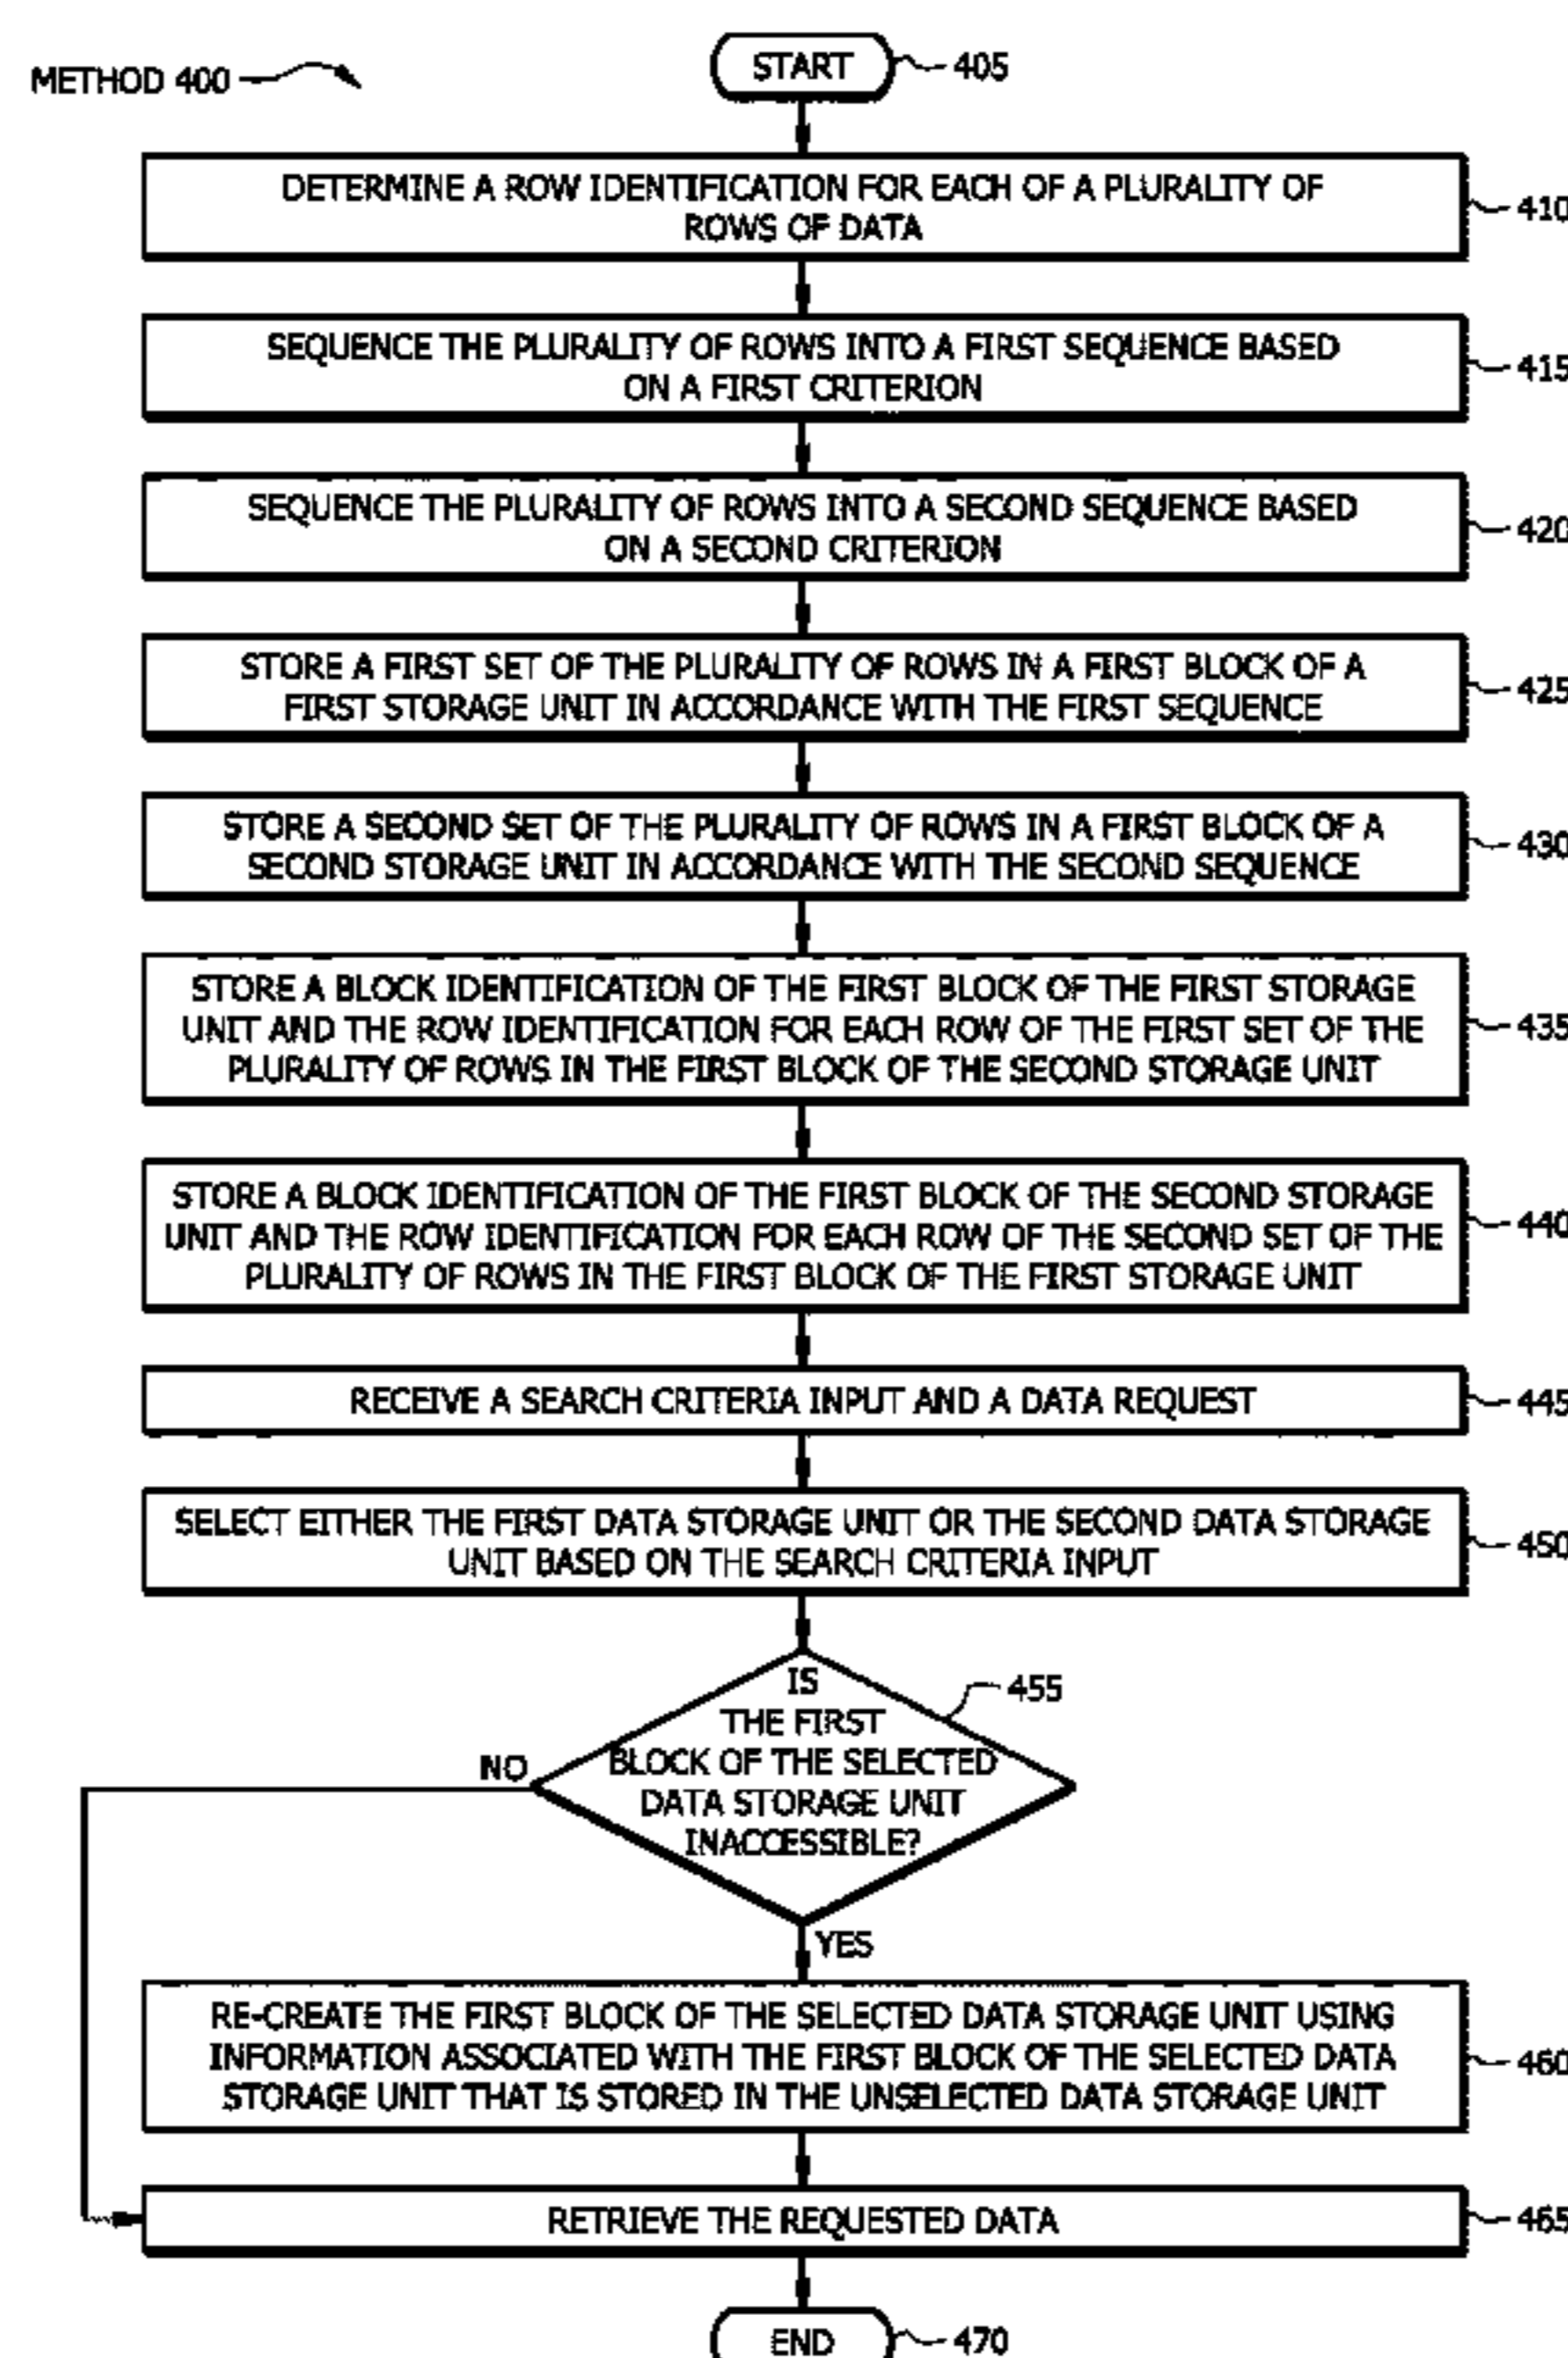 METHOD 400
START
405
DETERMINE A ROW IDENTIFICATION FOR EACH OF A PLURALITY OF
ROWS OF DATA
410
SEQUENCE THE PLURALITY OF ROWS INTO A FIRST SEQUENCE BASED
ON A FIRST CRITERION
415
SEQUENCE THE PLURALITY OF ROWS INTO A SECOND SEQUENCE BASED
ON A SECOND CRITERION
420
STORE A FIRST SET OF THE PLURALITY OF ROWS IN A FIRST BLOCK OF A
FIRST STORAGE UNIT IN ACCORDANCE WITH THE FIRST SEQUENCE
425
STORE A SECOND SET OF THE PLURALITY OF ROWS IN A FIRST BLOCK OF A
SECOND STORAGE UNIT IN ACCORDANCE WITH THE SECOND SEQUENCE
430
STORE A BLOCK IDENTIFICATION OF THE FIRST BLOCK OF THE FIRST STORAGE
UNIT AND THE ROW IDENTIFICATION FOR EACH ROW OF THE FIRST SET OF THE
PLURALITY OF ROWS IN THE FIRST BLOCK OF THE SECOND STORAGE UNIT
435
STORE A BLOCK IDENTIFICATION OF THE FIRST BLOCK OF THE SECOND STORAGE
UNIT AND THE ROW IDENTIFICATION FOR EACH ROW OF THE SECOND SET OF THE
PLURALITY OF ROWS IN THE FIRST BLOCK OF THE FIRST STORAGE UNIT
440
RECEIVE A SEARCH CRITERIA INPUT AND A DATA REQUEST
445
SELECT EITHER THE FIRST DATA STORAGE UNIT OR THE SECOND DATA STORAGE
UNIT BASED ON THE SEARCH CRITERIA INPUT
450
IS
THE FIRST
BLOCK OF THE SELECTED
DATA STORAGE UNIT
INACCESSIBLE?
455
NO
YES
RE-CREATE THE FIRST BLOCK OF THE SELECTED DATA STORAGE UNIT USING
INFORMATION ASSOCIATED WITH THE FIRST BLOCK OF THE SELECTED DATA
STORAGE UNIT THAT IS STORED IN THE UNSELECTED DATA STORAGE UNIT
460
RETRIEVE THE REQUESTED DATA
465
END
470